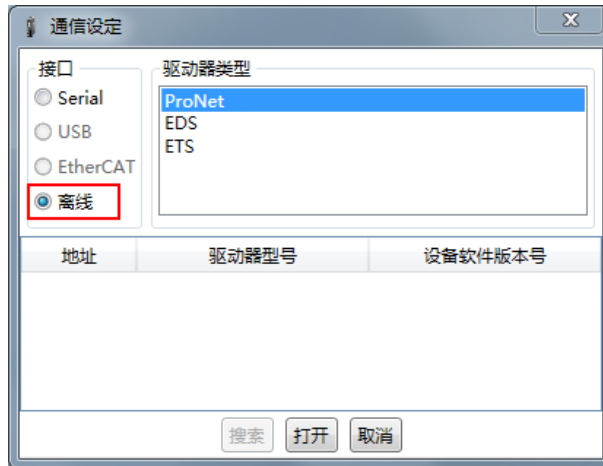 通信设定
接口
Serial
USB
EtherCAT
离线
驱动器类型
ProNet
EDS
ETS
地址 驱动器型号 设备软件版本号
搜索 打开 取消